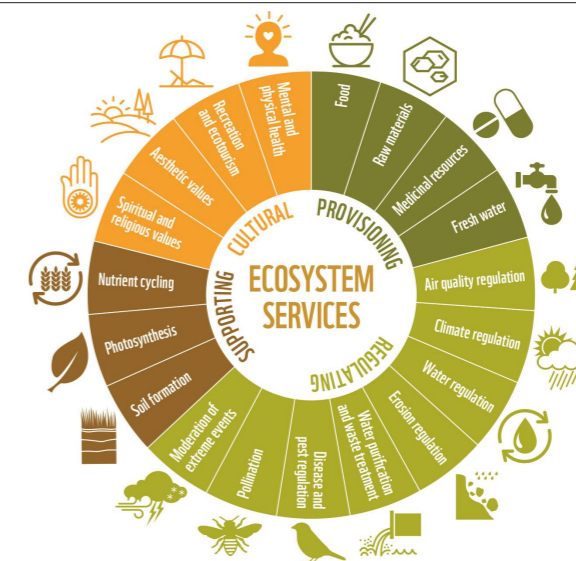 ECOSYSTEM
SERVICES
PROVISIONING
Food
Raw materials
Medicinal resources
Fresh water
REGULATING
Air quality regulation
Climate regulation
Water regulation
Erosion regulation
Water purification
and waste treatment
Disease and
pest regulation
Pollination
Moderation of
extreme events
SUPPORTING
Soil formation
Photosynthesis
Nutrient cycling
CULTURAL
Spiritual and
religious values
Aesthetic values
Recreation
and ecotourism
Mental and
physical health